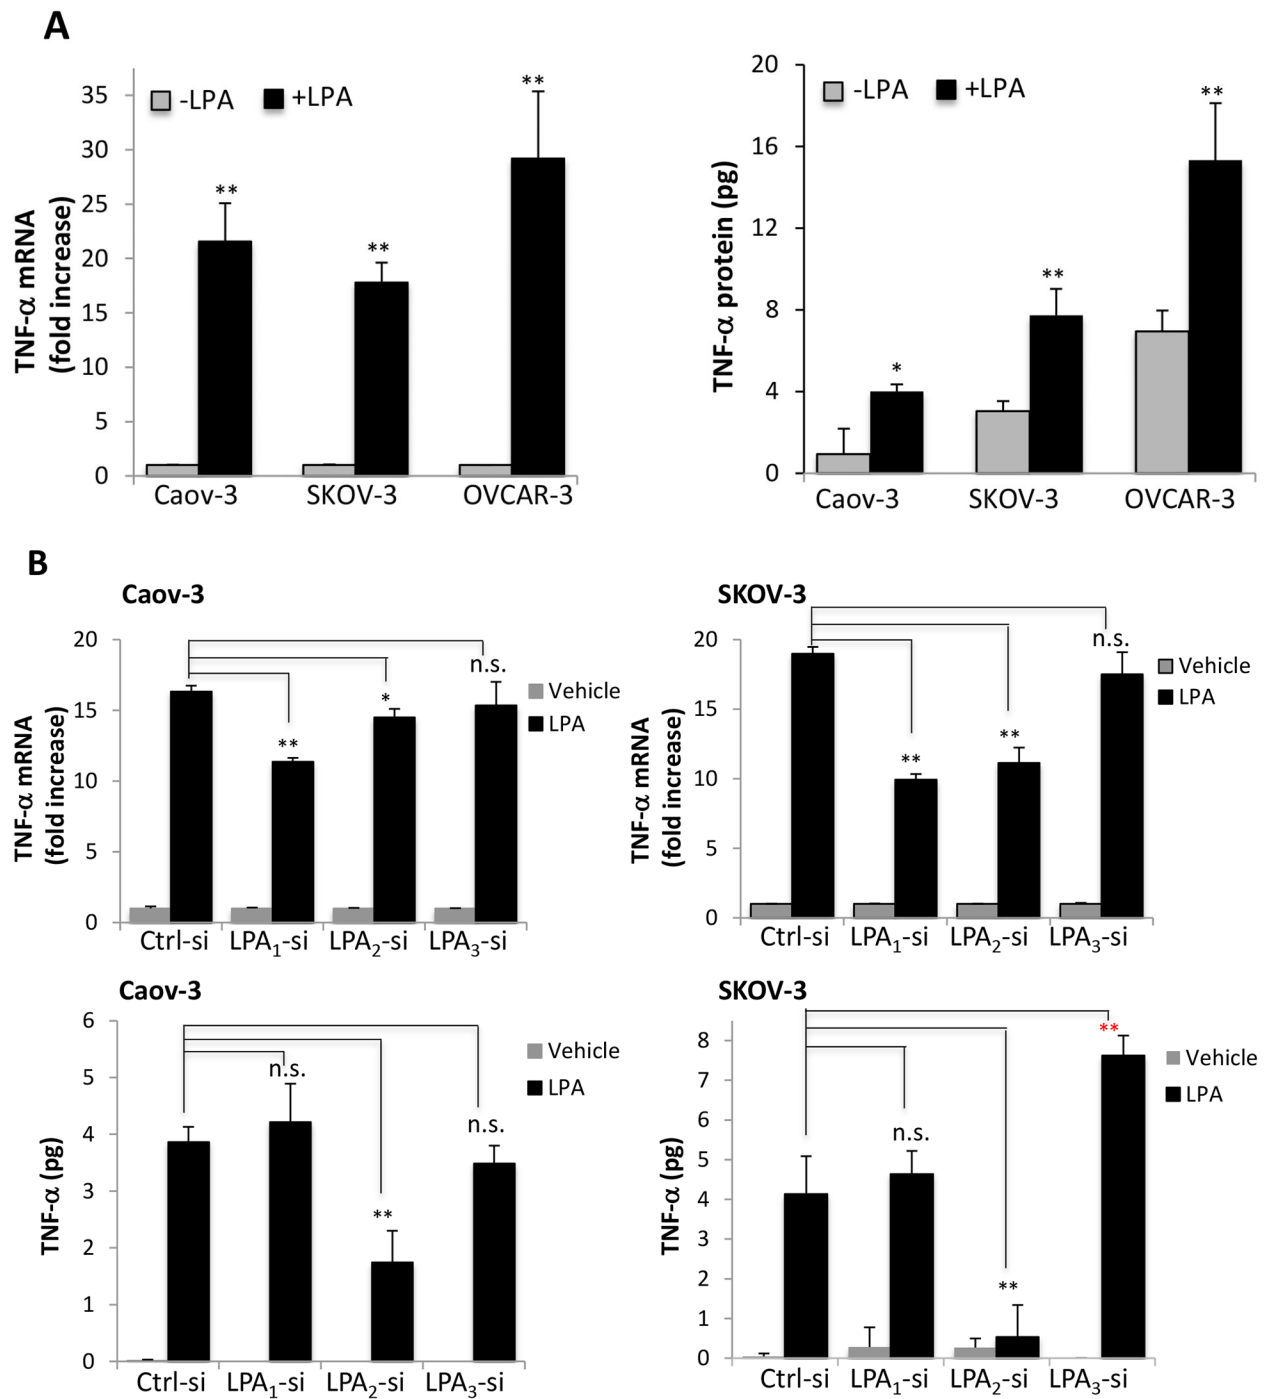 A
-LPA +LPA
**
**
**
35
30
25
20
15
10
5
0
TNF-α mRNA
(fold increase)
Caov-3 SKOV-3 OVCAR-3
-LPA +LPA
*
**
**
20
16
12
8
4
0
TNF-α protein (pg)
Caov-3 SKOV-3 OVCAR-3
B
Caov-3
20
15
10
5
0
TNF-α mRNA
(fold increase)
**
*
n.s.
Vehicle
LPA
Ctrl-si LPA₁-si LPA₂-si LPA₃-si
SKOV-3
20
15
10
5
0
TNF-α mRNA
(fold increase)
**
**
n.s.
Vehicle
LPA
Ctrl-si LPA₁-si LPA₂-si LPA₃-si
Caov-3
6
5
4
3
2
1
0
TNF-α (pg)
n.s.
**
n.s.
Vehicle
LPA
Ctrl-si LPA₁-si LPA₂-si LPA₃-si
SKOV-3
8
7
6
5
4
3
2
1
0
TNF-α (pg)
n.s.
**
**
Vehicle
LPA
Ctrl-si LPA₁-si LPA₂-si LPA₃-si